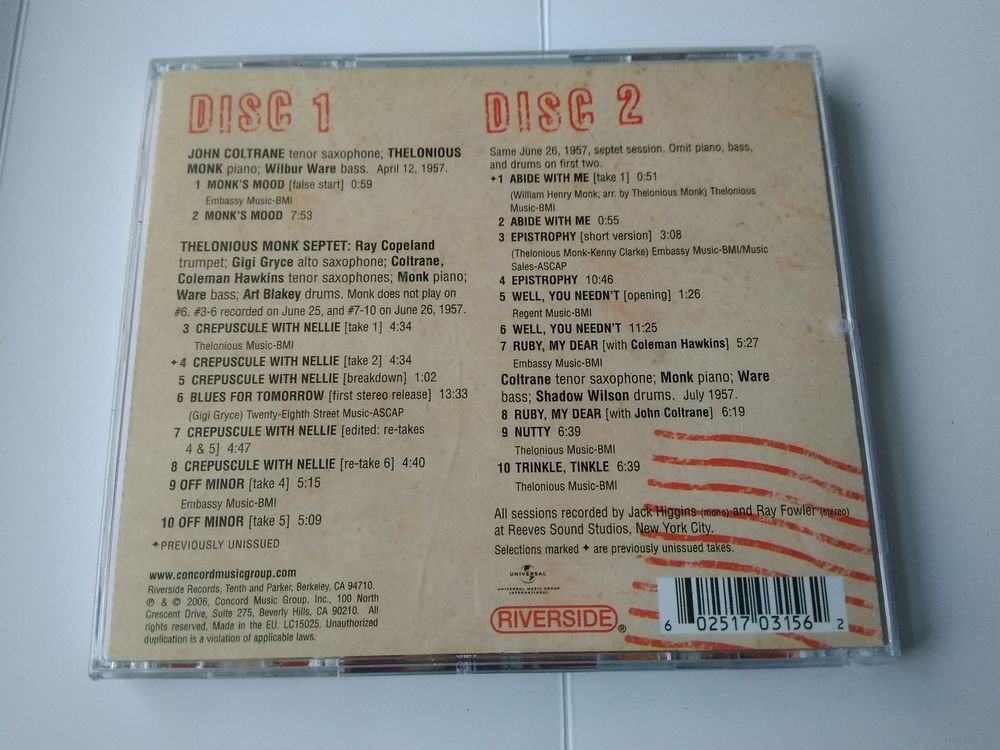 DISC 1
JOHN COLTRANE tenor saxophone; THELONIOUS
MONK piano; Wilbur Ware bass. April 12, 1957.
1 MONK'S MOOD [false start] 0:59
Embassy Music-BMI
2 MONK'S MOOD 7:53
THELONIOUS MONK SEPTET: Ray Copeland
trumpet; Gigi Gryce alto saxophone; Coltrane,
Coleman Hawkins tenor saxophones; Monk piano;
Ware bass; Art Blakey drums. Monk does not play on
#6. #3-6 recorded on June 25, and #7-10 on June 26, 1957.
3 CREPUSCULE WITH NELLIE [take 1] 4:34
Thelonious Music-BMI
✦4 CREPUSCULE WITH NELLIE [take 2] 4:34
5 CREPUSCULE WITH NELLIE [breakdown] 1:02
6 BLUES FOR TOMORROW [first stereo release] 13:33
(Gigi Gryce) Twenty-Eighth Street Music-ASCAP
7 CREPUSCULE WITH NELLIE [edited: re-takes
4 & 5] 4:47
8 CREPUSCULE WITH NELLIE [re-take 6] 4:40
9 OFF MINOR [take 4] 5:15
Embassy Music-BMI
10 OFF MINOR [take 5] 5:09
✦PREVIOUSLY UNISSUED
www.concordmusicgroup.com
Riverside Records, Tenth and Parker, Berkeley, CA 94710.
℗ & © 2006, Concord Music Group, Inc., 100 North
Crescent Drive, Suite 275, Beverly Hills, CA 90210. All
rights reserved. Made in the EU. LC15025. Unauthorized
duplication is a violation of applicable laws.
DISC 2
Same June 26, 1957, septet session. Omit piano, bass,
and drums on first two.
✦1 ABIDE WITH ME [take 1] 0:51
(William Henry Monk; arr. by Thelonious Monk) Thelonious
Music-BMI
2 ABIDE WITH ME 0:55
3 EPISTROPHY [short version] 3:08
(Thelonious Monk-Kenny Clarke) Embassy Music-BMI/Music
Sales-ASCAP
4 EPISTROPHY 10:46
5 WELL, YOU NEEDN'T [opening] 1:26
Regent Music-BMI
6 WELL, YOU NEEDN'T 11:25
7 RUBY, MY DEAR [with Coleman Hawkins] 5:27
Embassy Music-BMI
Coltrane tenor saxophone; Monk piano; Ware
bass; Shadow Wilson drums. July 1957.
8 RUBY, MY DEAR [with John Coltrane] 6:19
9 NUTTY 6:39
Thelonious Music-BMI
10 TRINKLE, TINKLE 6:39
Thelonious Music-BMI
All sessions recorded by Jack Higgins (mono) and Ray Fowler (stereo)
at Reeves Sound Studios, New York City.
Selections marked ✦ are previously unissued takes.
UNIVERSAL
UNIVERSAL MUSIC GROUP
INTERNATIONAL
RIVERSIDE®
6 02517 03156 2